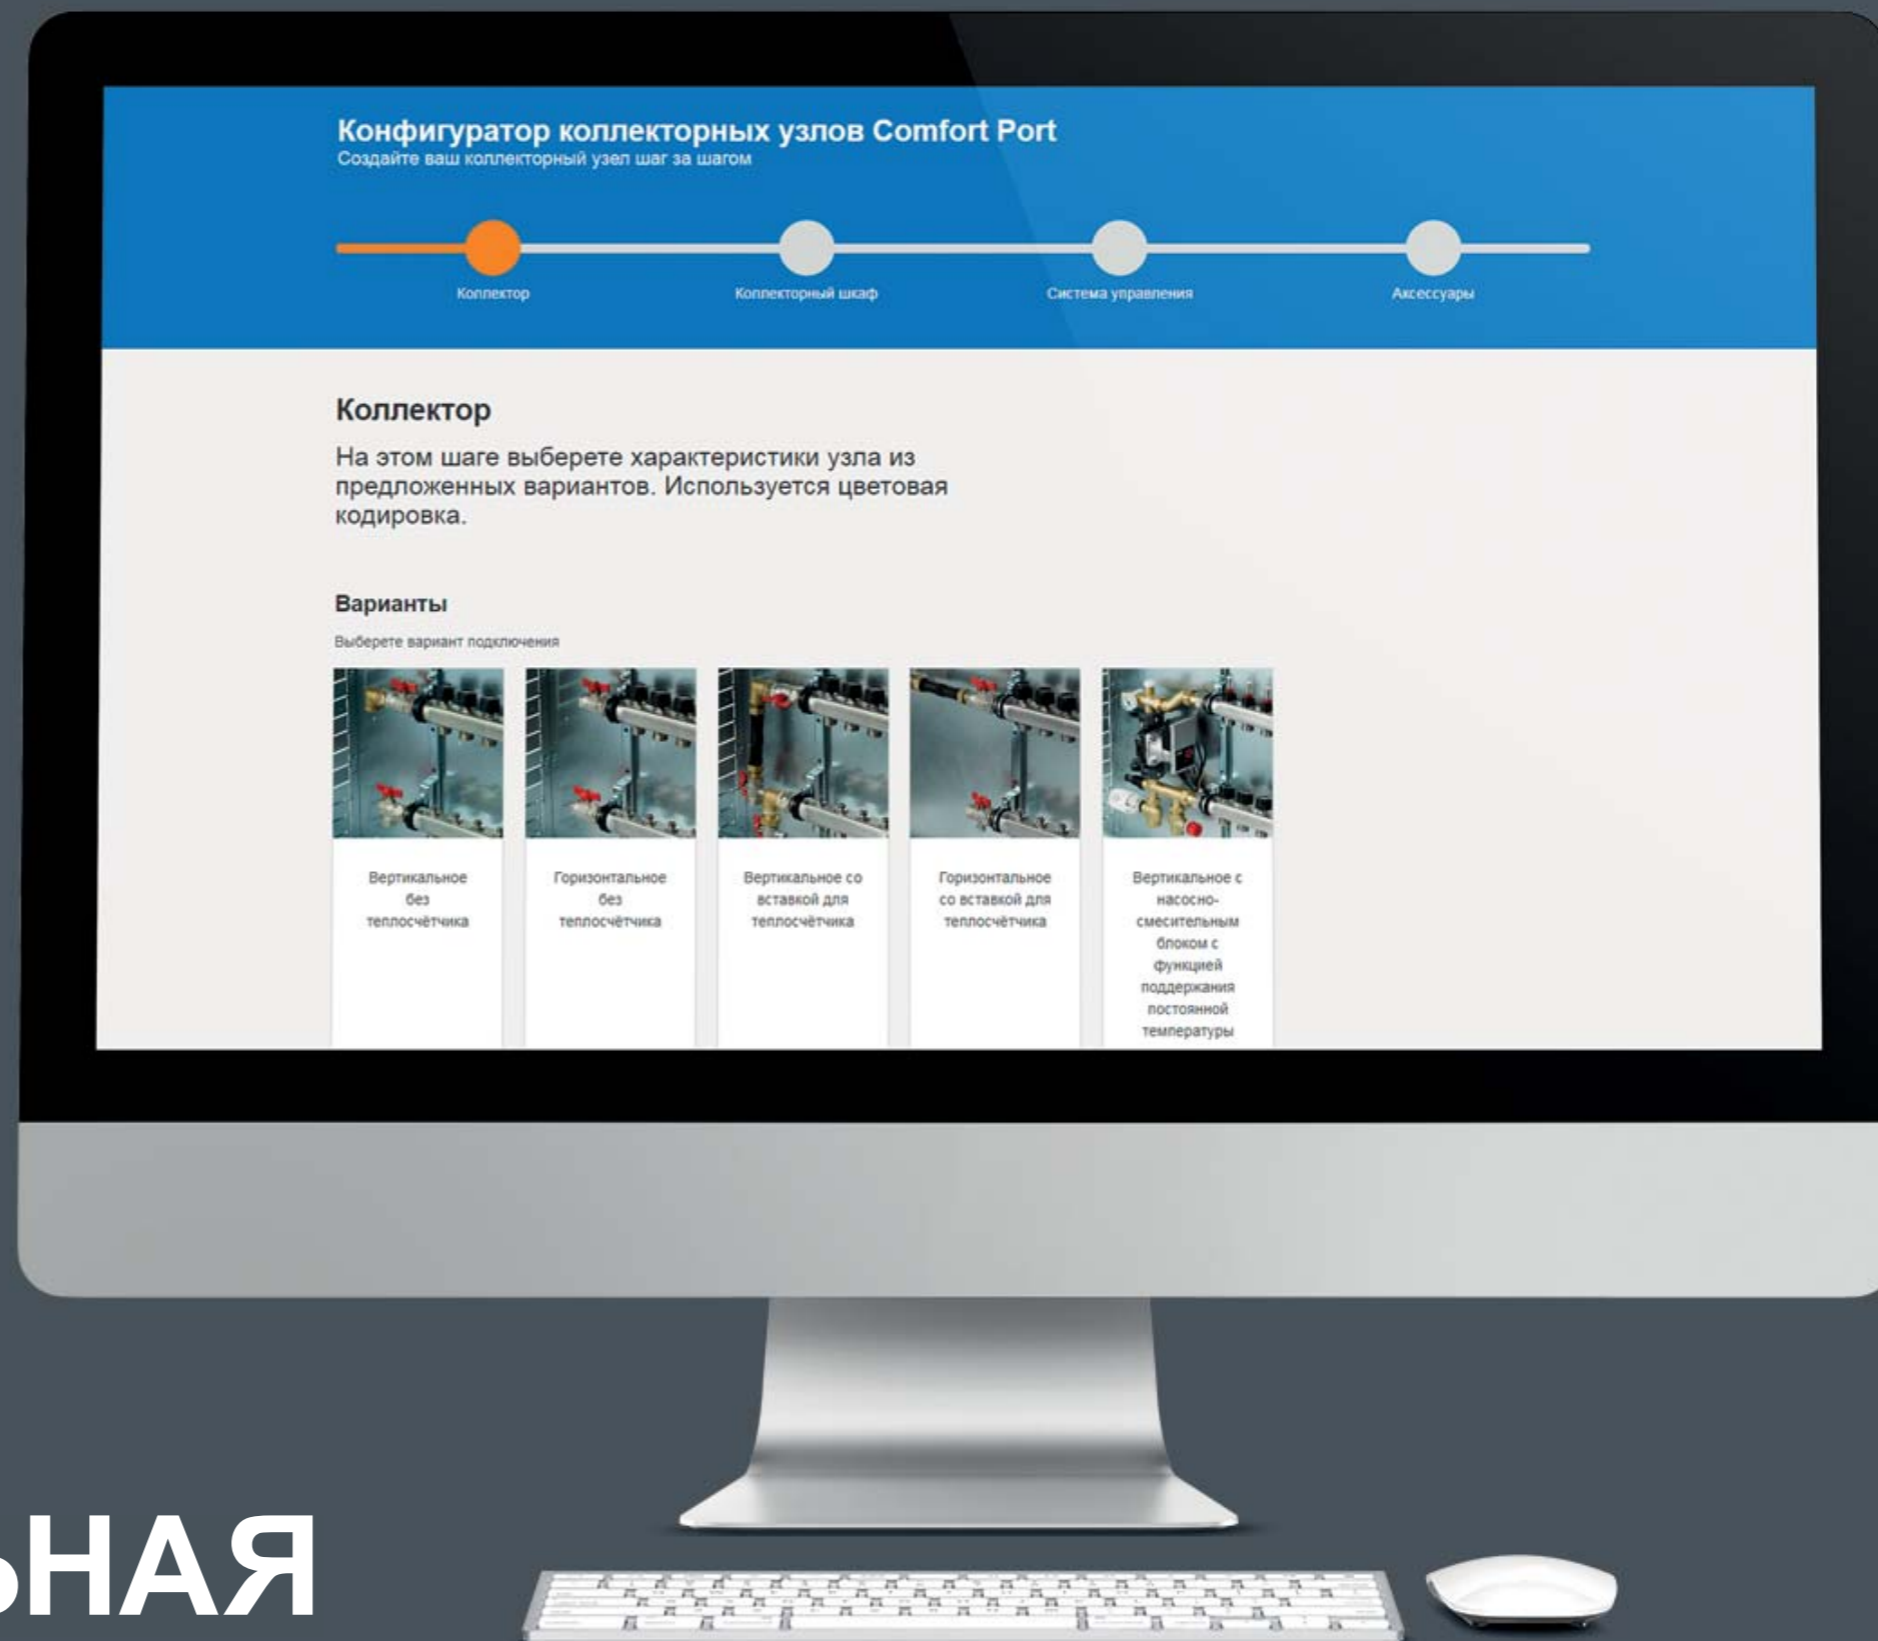 Конфигуратор коллекторных узлов Comfort Port
Создайте ваш коллекторный узел шаг за шагом
Коллектор
Коллекторный шкаф
Система управления
Аксессуары
Коллектор
На этом шаге выберете характеристики узла из
предложенных вариантов. Используется цветовая
кодировка.
Варианты
Выберете вариант подключения
Вертикальное
без
теплосчётчика
Горизонтальное
без
теплосчётчика
Вертикальное со
вставкой для
теплосчётчика
Горизонтальное
со вставкой для
теплосчётчика
Вертикальное с
насосно-
смесительным
блоком с
функцией
поддержания
постоянной
температуры
ЬНАЯ